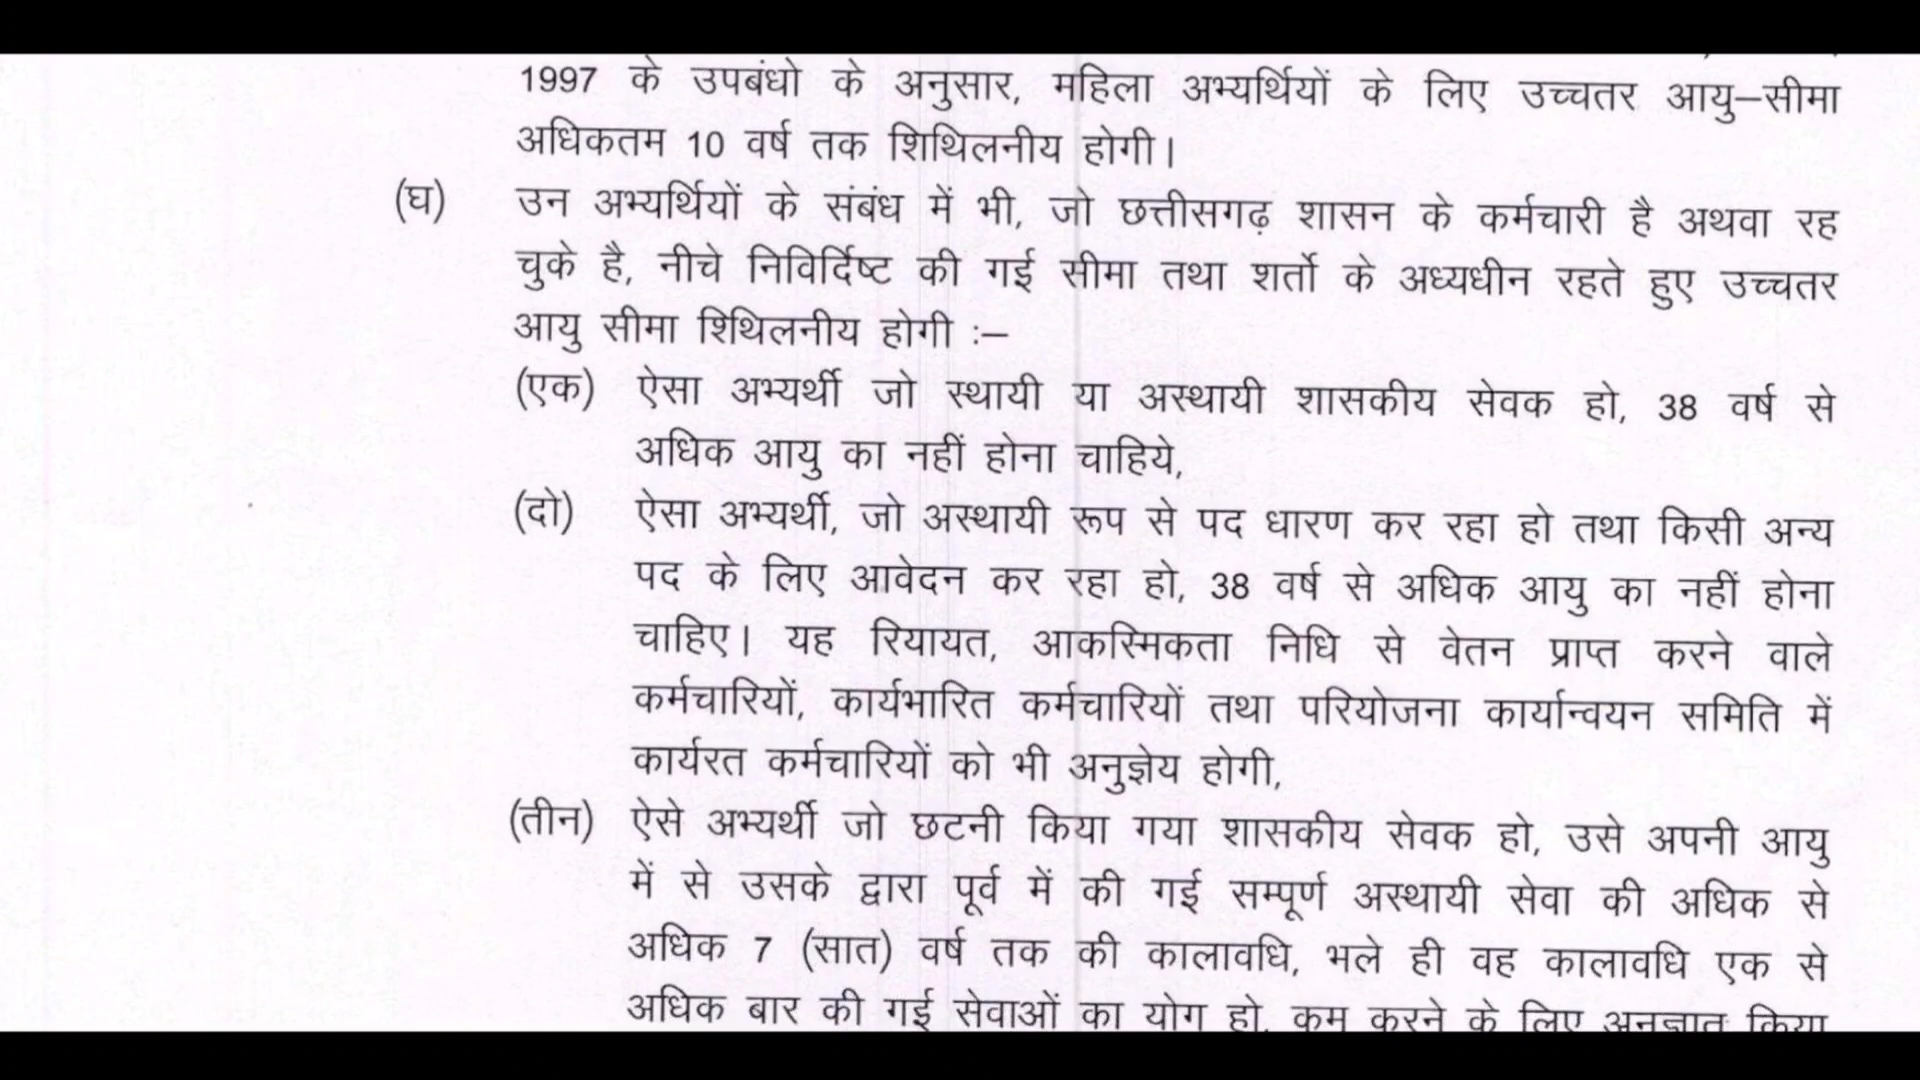 1997 के उपबंधो के अनुसार, महिला अभ्यर्थियों के लिए उच्चतर आयु–सीमा
अधिकतम 10 वर्ष तक शिथिलनीय होगी।
(घ) उन अभ्यर्थियों के संबंध में भी, जो छत्तीसगढ़ शासन के कर्मचारी है अथवा रह
चुके है, नीचे निविर्दिष्ट की गई सीमा तथा शर्तो के अध्यधीन रहते हुए उच्चतर
आयु सीमा शिथिलनीय होगी :–
(एक) ऐसा अभ्यर्थी जो स्थायी या अस्थायी शासकीय सेवक हो, 38 वर्ष से
अधिक आयु का नहीं होना चाहिये,
(दो) ऐसा अभ्यर्थी, जो अस्थायी रूप से पद धारण कर रहा हो तथा किसी अन्य
पद के लिए आवेदन कर रहा हो, 38 वर्ष से अधिक आयु का नहीं होना
चाहिए। यह रियायत, आकस्मिकता निधि से वेतन प्राप्त करने वाले
कर्मचारियों, कार्यभारित कर्मचारियों तथा परियोजना कार्यान्वयन समिति में
कार्यरत कर्मचारियों को भी अनुज्ञेय होगी,
(तीन) ऐसे अभ्यर्थी जो छटनी किया गया शासकीय सेवक हो, उसे अपनी आयु
में से उसके द्वारा पूर्व में की गई सम्पूर्ण अस्थायी सेवा की अधिक से
अधिक 7 (सात) वर्ष तक की कालावधि, भले ही वह कालावधि एक से
अधिक बार की गई सेवाओं का योग हो, कम करने के लिए अनुज्ञात किया